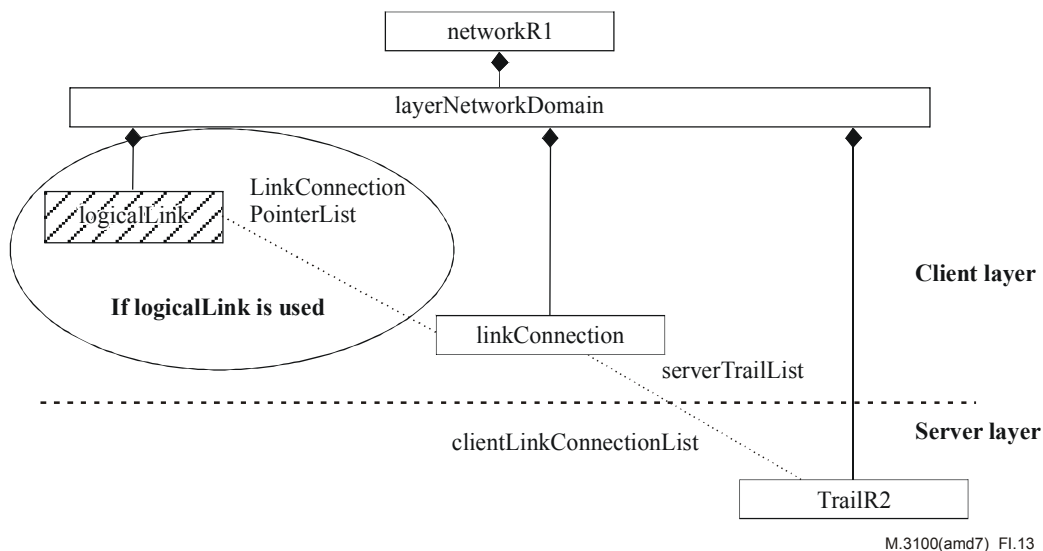 networkR1
layerNetworkDomain
LinkConnection
PointerList
logicalLink
Client layer
If logicalLink is used
linkConnection
serverTrailList
Server layer
clientLinkConnectionList
TrailR2
M.3100(amd7)_FI.13